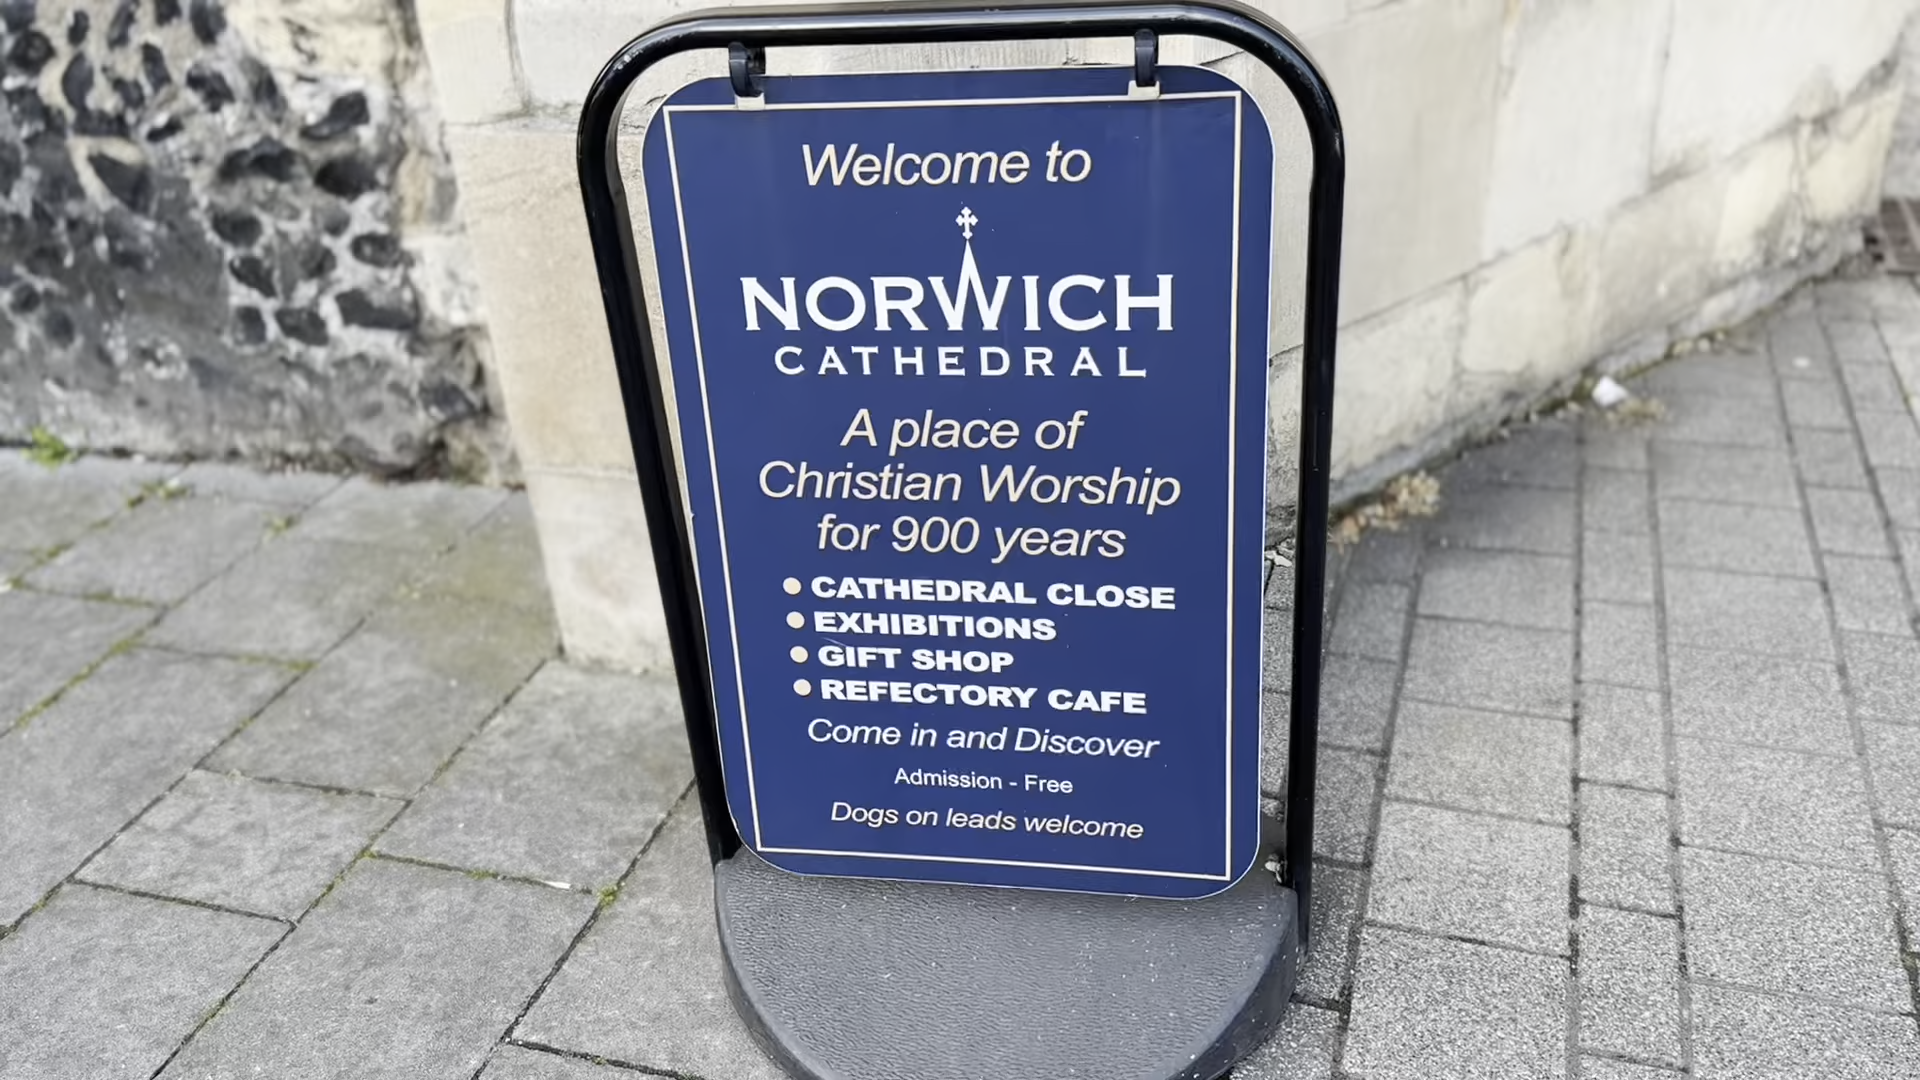 Welcome to
NORWICH
CATHEDRAL
A place of
Christian Worship
for 900 years
• CATHEDRAL CLOSE
• EXHIBITIONS
• GIFT SHOP
• REFECTORY CAFE
Come in and Discover
Admission - Free
Dogs on leads welcome